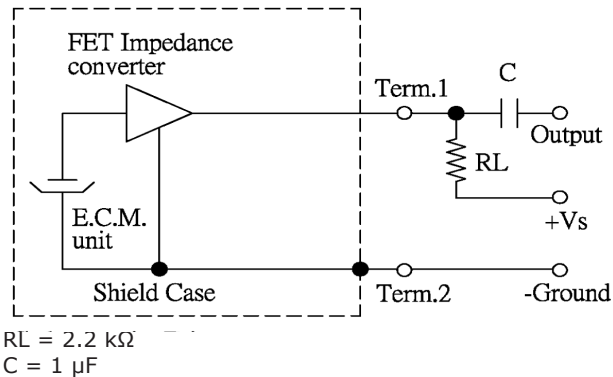 FET Impedance
converter
Term.1
C
Output
RL
+Vs
E.C.M.
unit
Shield Case
Term.2
-Ground
RL = 2.2 kΩ
C = 1 µF